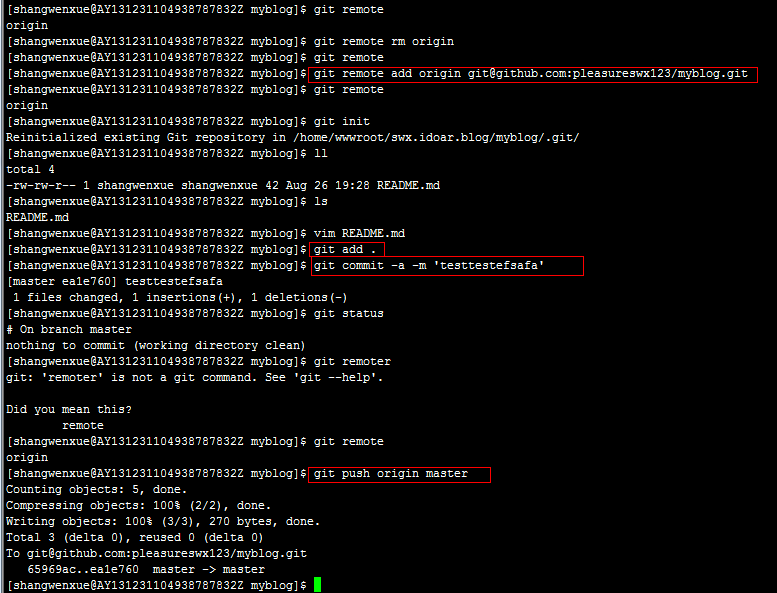 [shangwenxue@AY131231104938787832Z myblog]$ git remote
origin
[shangwenxue@AY131231104938787832Z myblog]$ git remote rm origin
[shangwenxue@AY131231104938787832Z myblog]$ git remote
[shangwenxue@AY131231104938787832Z myblog]$ git remote add origin git@github.com:pleasureswx123/myblog.git
[shangwenxue@AY131231104938787832Z myblog]$ git remote
origin
[shangwenxue@AY131231104938787832Z myblog]$ git init
Reinitialized existing Git repository in /home/wwwroot/swx.idoar.blog/myblog/.git/
[shangwenxue@AY131231104938787832Z myblog]$ ll
total 4
-rw-rw-r-- 1 shangwenxue shangwenxue 42 Aug 26 19:28 README.md
[shangwenxue@AY131231104938787832Z myblog]$ ls
README.md
[shangwenxue@AY131231104938787832Z myblog]$ vim README.md
[shangwenxue@AY131231104938787832Z myblog]$ git add .
[shangwenxue@AY131231104938787832Z myblog]$ git commit -a -m 'testtestefsafa'
[master ea1e760] testtestefsafa
 1 files changed, 1 insertions(+), 1 deletions(-)
[shangwenxue@AY131231104938787832Z myblog]$ git status
# On branch master
nothing to commit (working directory clean)
[shangwenxue@AY131231104938787832Z myblog]$ git remoter
git: 'remoter' is not a git command. See 'git --help'.

Did you mean this?
        remote
[shangwenxue@AY131231104938787832Z myblog]$ git remote
origin
[shangwenxue@AY131231104938787832Z myblog]$ git push origin master
Counting objects: 5, done.
Compressing objects: 100% (2/2), done.
Writing objects: 100% (3/3), 270 bytes, done.
Total 3 (delta 0), reused 0 (delta 0)
To git@github.com:pleasureswx123/myblog.git
   65969ac..ea1e760  master -> master
[shangwenxue@AY131231104938787832Z myblog]$